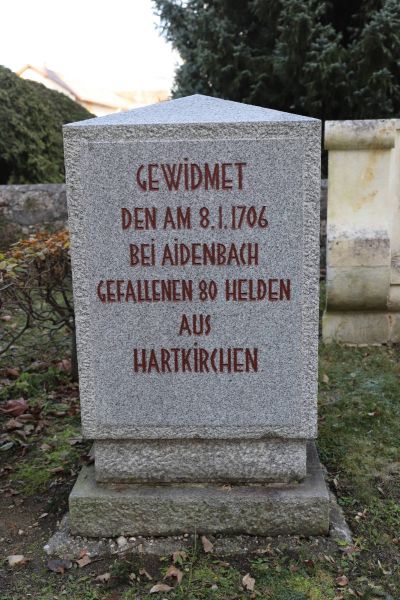 GEWIDMET
DEN AM 8.1.1706
BEI AIDENBACH
GEFALLENEN 80 HELDEN
AUS
HARTKIRCHEN